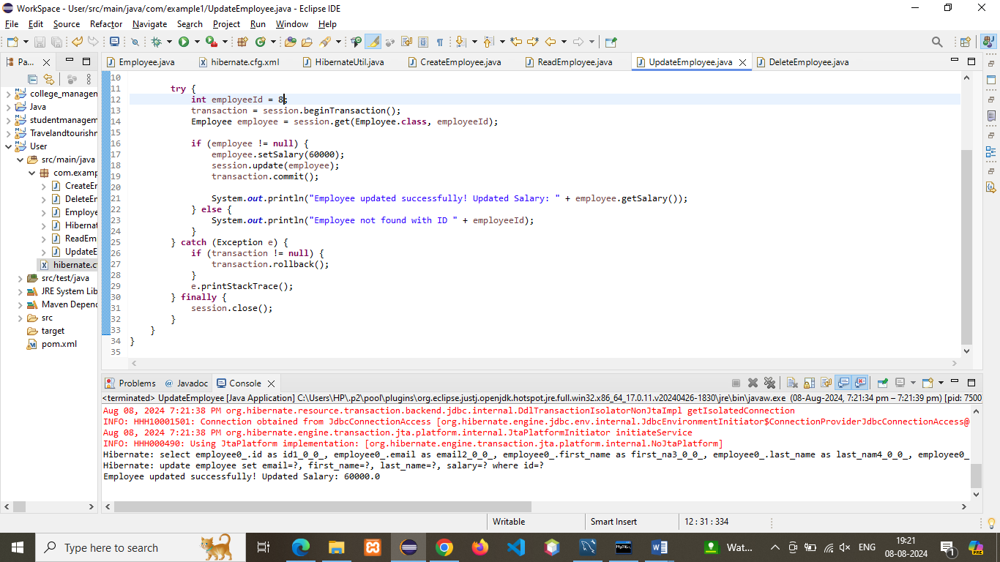 WorkSpace - User/src/main/java/com/example1/UpdateEmployee.java - Eclipse IDE
File Edit Source Refactor Navigate Search Project Run Window Help
Pa...
Employee.java hibernate.cfg.xml HibernateUtil.java CreateEmployee.java ReadEmployee.java UpdateEmployee.java DeleteEmployee.java
college_managem
Java
studentmanagem
Travelandtourishr
User
src/main/java
com.examp
CreateEr
DeleteEr
Employe
Hibernat
ReadEm
UpdateE
hibernate.cf
src/test/java
JRE System Lib
Maven Depend
src
target
pom.xml
10
11 try {
12 int employeeId = 8;
13 transaction = session.beginTransaction();
14 Employee employee = session.get(Employee.class, employeeId);
15
16 if (employee != null) {
17 employee.setSalary(60000);
18 session.update(employee);
19 transaction.commit();
20
21 System.out.println("Employee updated successfully! Updated Salary: " + employee.getSalary());
22 } else {
23 System.out.println("Employee not found with ID " + employeeId);
24 }
25 } catch (Exception e) {
26 if (transaction != null) {
27 transaction.rollback();
28 }
29 e.printStackTrace();
30 } finally {
31 session.close();
32 }
33 }
34 }
35
Problems @ Javadoc Console
<terminated> UpdateEmployee [Java Application] C:\Users\HP\.p2\pool\plugins\org.eclipse.justj.openjdk.hotspot.jre.full.win32.x86_64_17.0.11.v20240426-1830\jre\bin\javaw.exe (08-Aug-2024, 7:21:34 pm – 7:21:39 pm) [pid: 7500
Aug 08, 2024 7:21:38 PM org.hibernate.resource.transaction.backend.jdbc.internal.DdlTransactionIsolatorNonJtaImpl getIsolatedConnection
INFO: HHH10001501: Connection obtained from JdbcConnectionAccess [org.hibernate.engine.jdbc.env.internal.JdbcEnvironmentInitiator$ConnectionProviderJdbcConnectionAccess@
Aug 08, 2024 7:21:38 PM org.hibernate.engine.transaction.jta.platform.internal.JtaPlatformInitiator initiateService
INFO: HHH000490: Using JtaPlatform implementation: [org.hibernate.engine.transaction.jta.platform.internal.NoJtaPlatform]
Hibernate: select employee0_.id as id1_0_0_, employee0_.email as email2_0_0_, employee0_.first_name as first_na3_0_0_, employee0_.last_name as last_nam4_0_0_, employee0_
Hibernate: update employee set email=?, first_name=?, last_name=?, salary=? where id=?
Employee updated successfully! Updated Salary: 60000.0
Writable Smart Insert 12 : 31 : 334
Type here to search Wat... ENG 19:21
08-08-2024 1